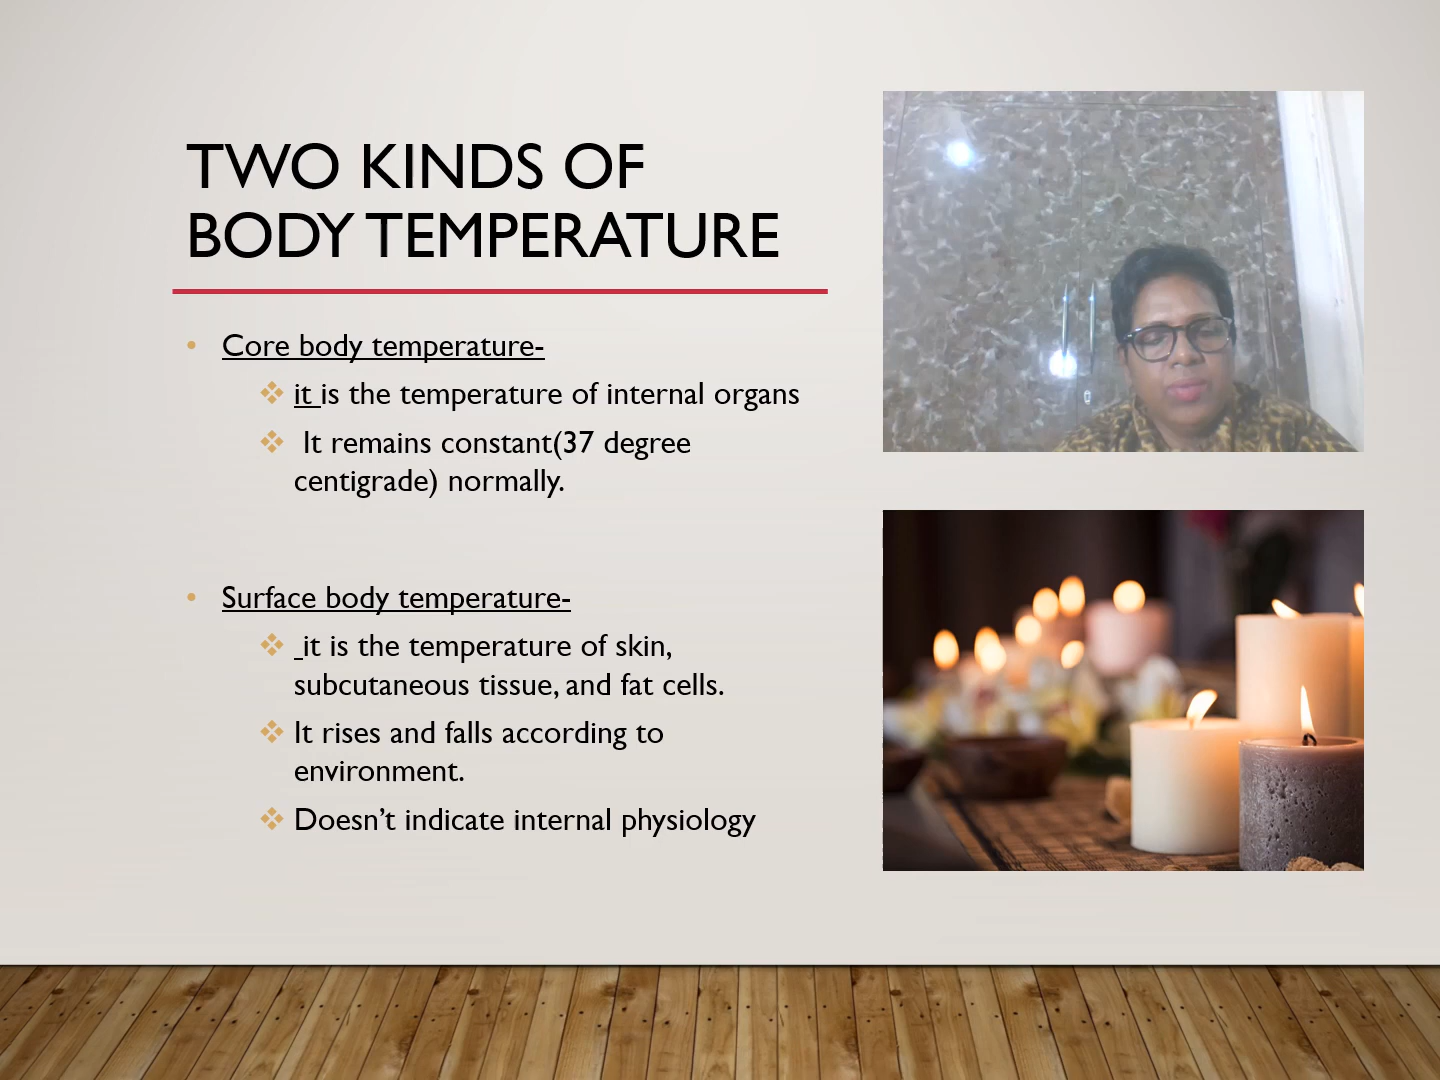 TWO KINDS OF
BODY TEMPERATURE
• Core body temperature-
❖ it is the temperature of internal organs
❖ It remains constant(37 degree
centigrade) normally.
• Surface body temperature-
❖ it is the temperature of skin,
subcutaneous tissue, and fat cells.
❖ It rises and falls according to
environment.
❖ Doesn’t indicate internal physiology